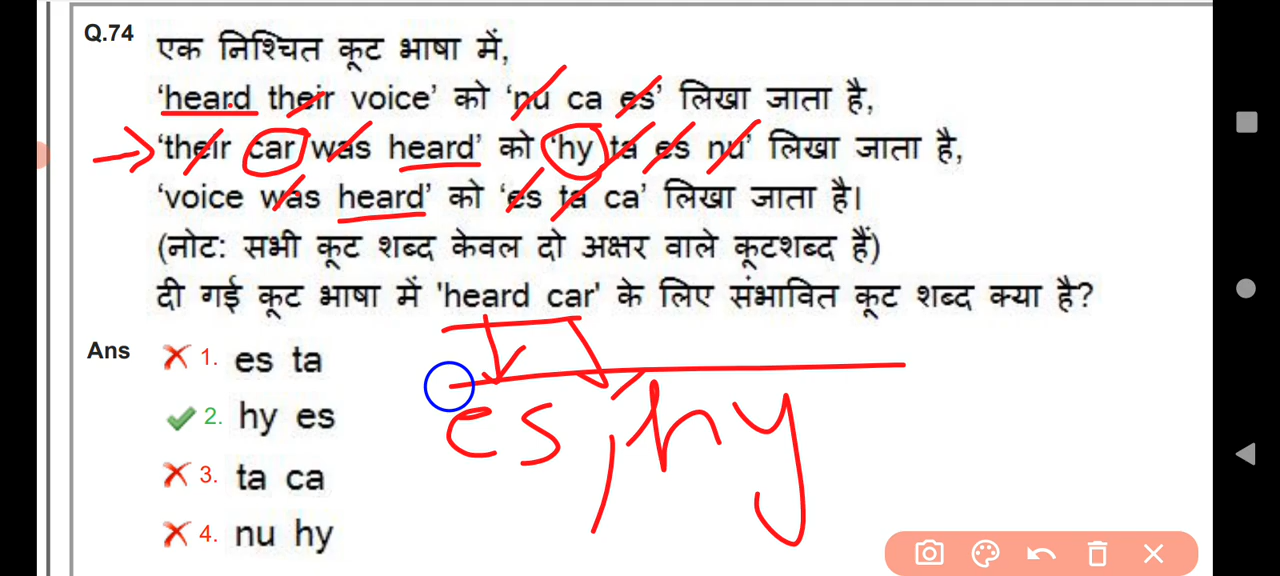 Q.74 एक निश्चित कूट भाषा में,
'heard their voice' को 'nu ca es' लिखा जाता है,
'their car was heard' को 'hy ta es nu' लिखा जाता है,
'voice was heard' को 'es ta ca' लिखा जाता है।
(नोट: सभी कूट शब्द केवल दो अक्षर वाले कूटशब्द हैं)
दी गई कूट भाषा में 'heard car' के लिए संभावित कूट शब्द क्या है?
Ans 1. es ta
2. hy es
3. ta ca
4. nu hy
es, hy